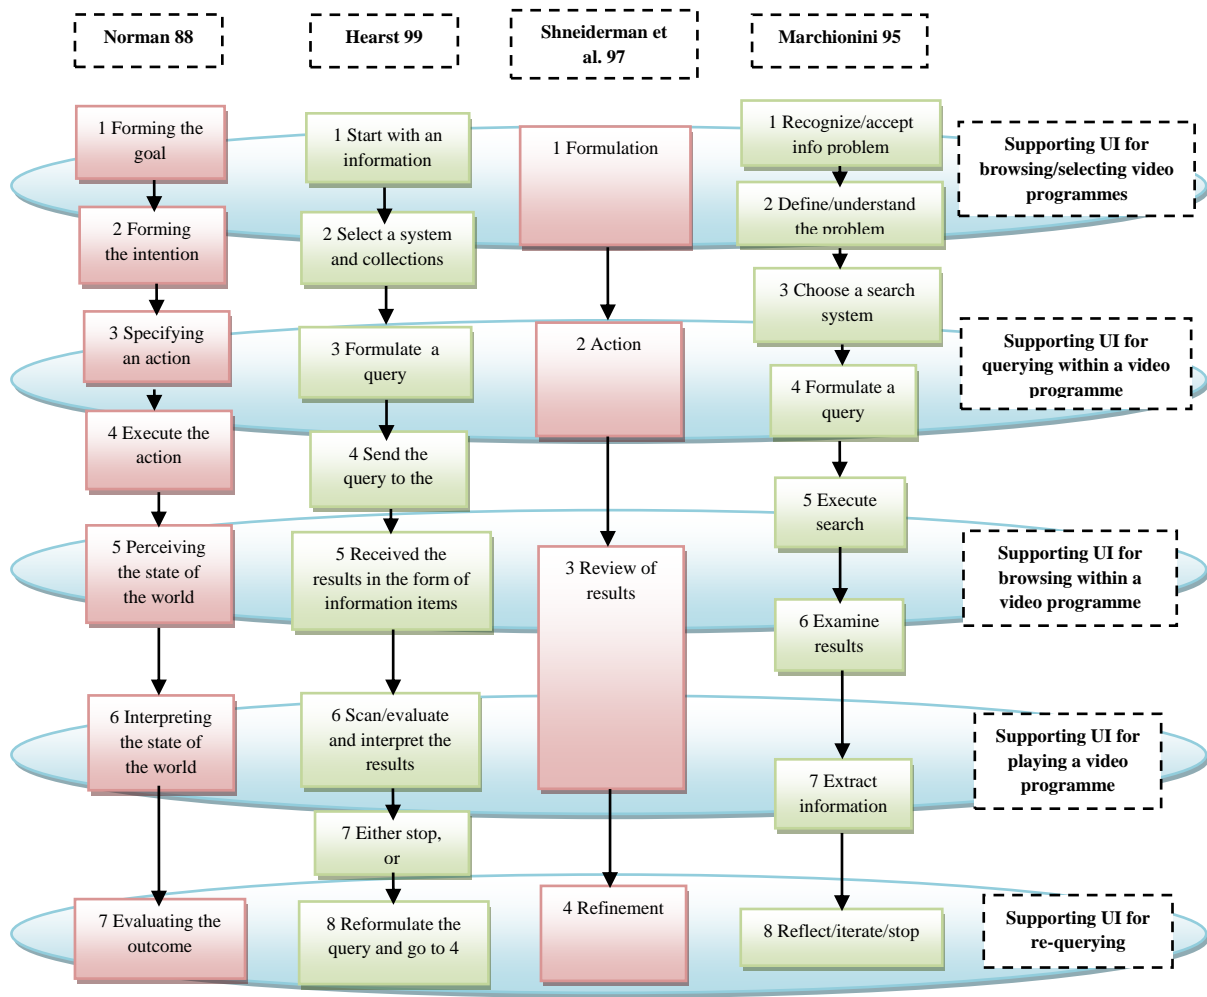 Norman 88
Hearst 99
Shneiderman et
al. 97
Marchionini 95
1 Forming the
goal
2 Forming
the intention
3 Specifying
an action
4 Execute the
action
5 Perceiving
the state of
the world
6 Interpreting
the state of
the world
7 Evaluating the
outcome
1 Start with an
information
2 Select a system
and collections
3 Formulate a
query
4 Send the
query to the
5 Received the
results in the form of
information items
6 Scan/evaluate
and interpret the
results
7 Either stop,
or
8 Reformulate the
query and go to 4
1 Formulation
2 Action
3 Review of
results
4 Refinement
1 Recognize/accept
info problem
2 Define/understand
the problem
3 Choose a search
system
4 Formulate a
query
5 Execute
search
6 Examine
results
7 Extract
information
8 Reflect/iterate/stop
Supporting UI for
browsing/selecting video
programmes
Supporting UI for
querying within a video
programme
Supporting UI for
browsing within a
video programme
Supporting UI for
playing a video
programme
Supporting UI for
re-querying